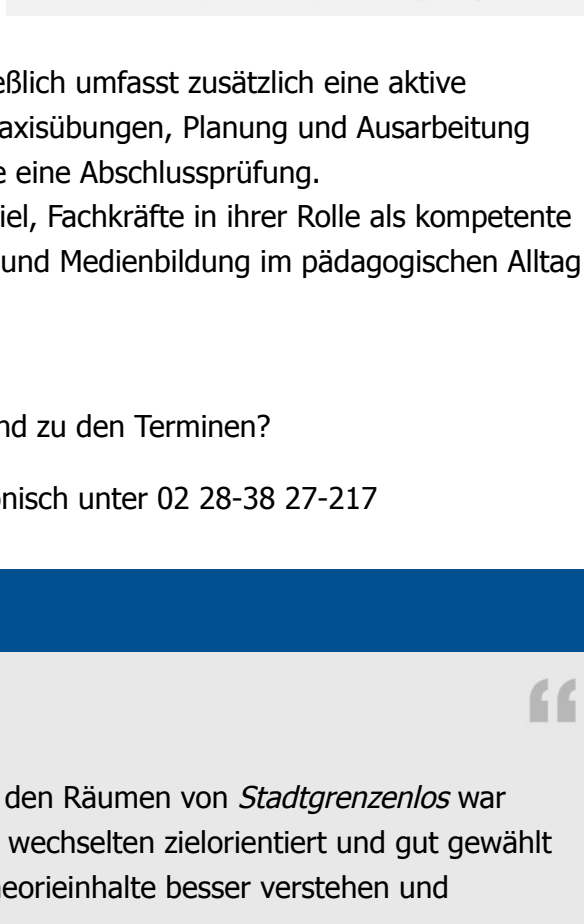 eßlich umfasst zusätzlich eine aktive
axisübungen, Planung und Ausarbeitung
e eine Abschlussprüfung.
iel, Fachkräfte in ihrer Rolle als kompetente
und Medienbildung im pädagogischen Alltag
nd zu den Terminen?
onisch unter 02 28-38 27-217
“
den Räumen von Stadtgrenzenlos war
wechselten zielorientiert und gut gewählt
neorieinhalte besser verstehen und